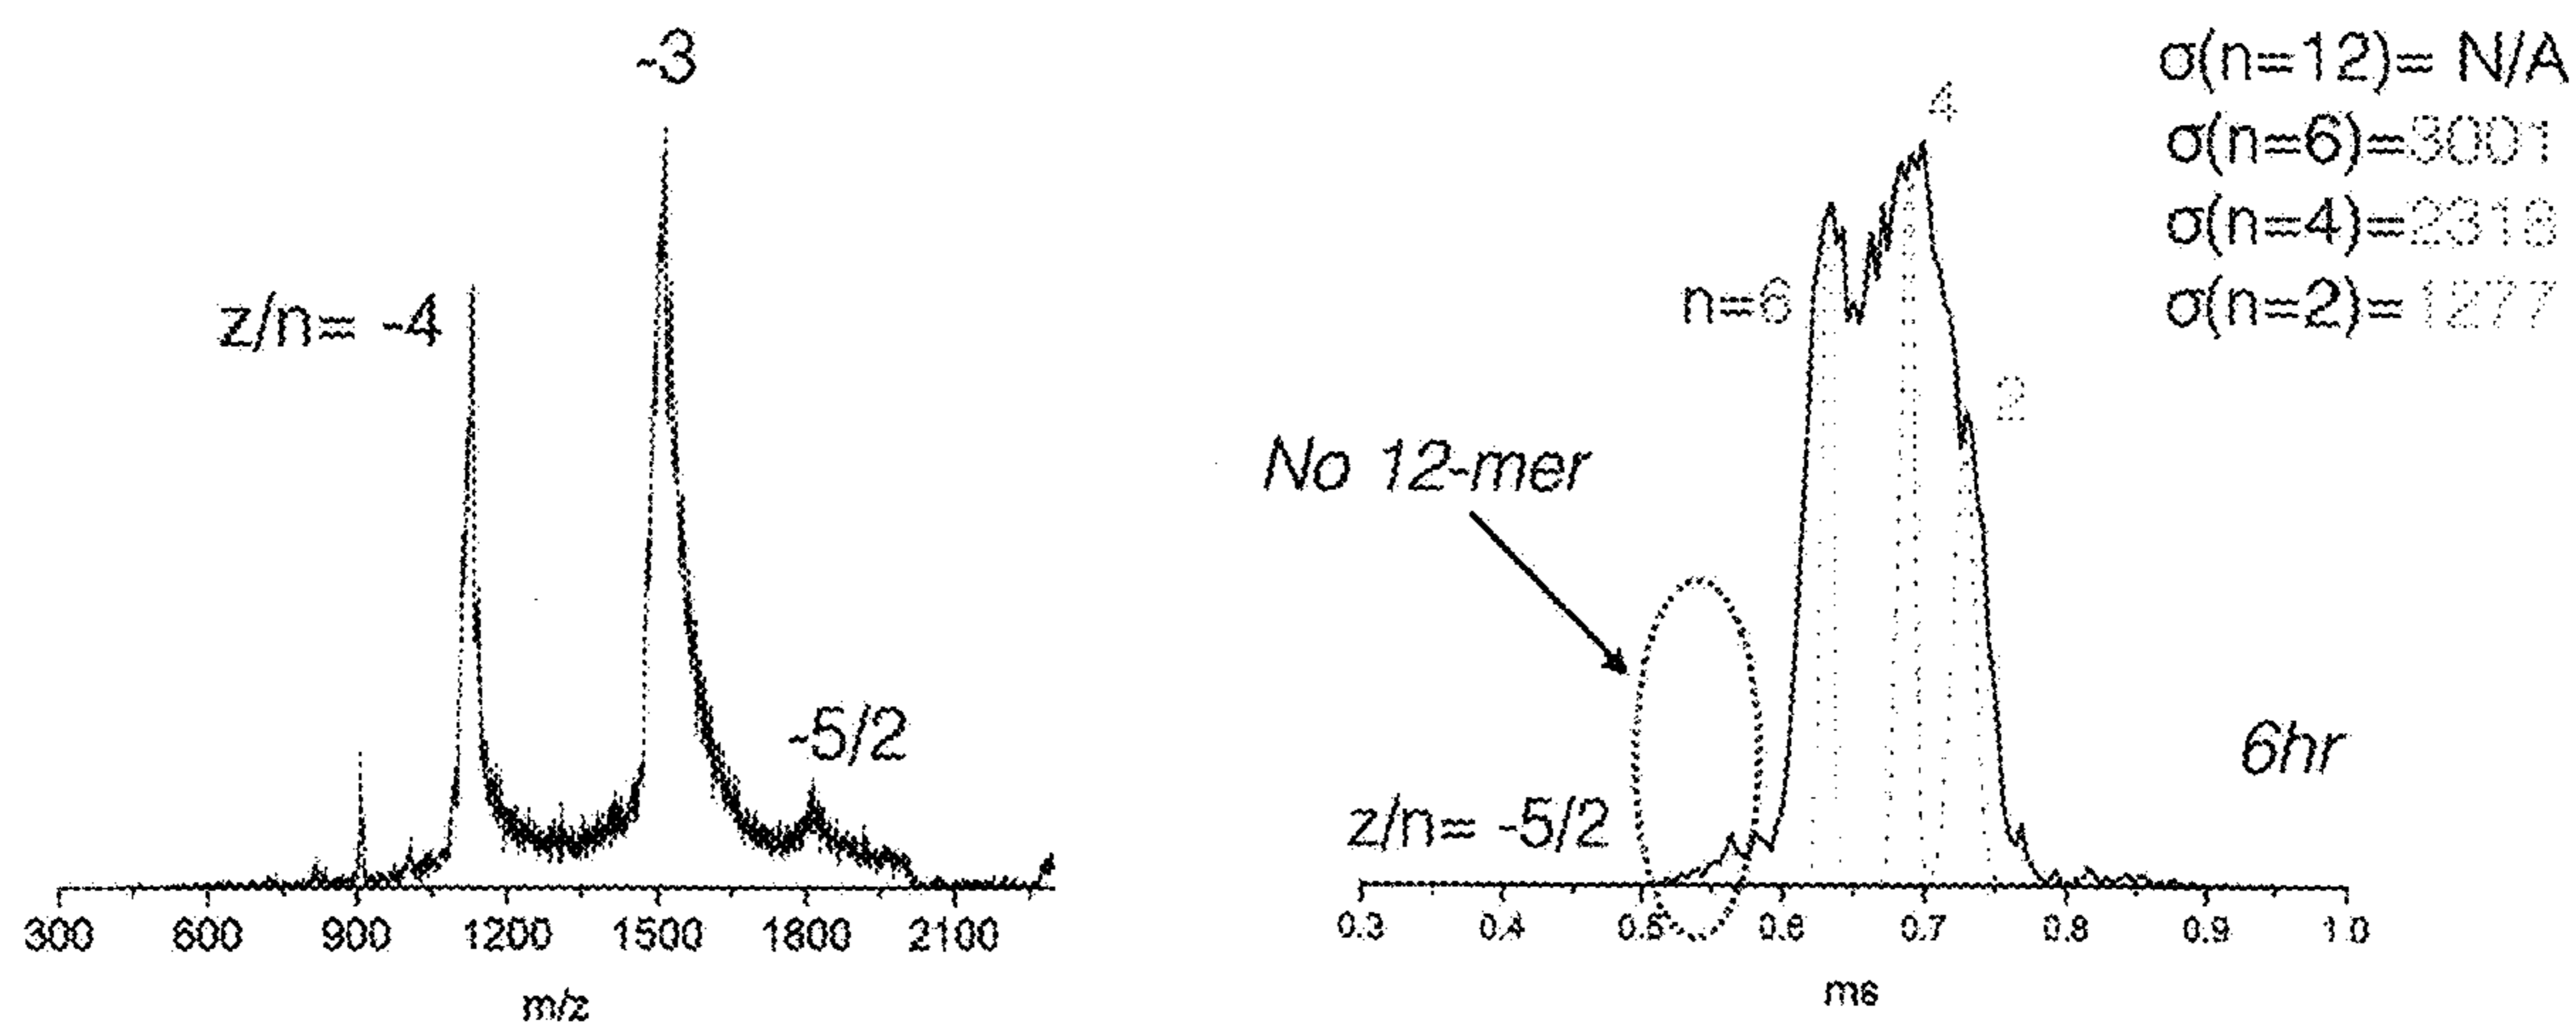 -3
z/n= -4
-5/2
300 600 900 1200 1500 1800 2100
m/z
σ(n=12)= N/A
σ(n=6)=3001
σ(n=4)=2318
σ(n=2)=1277
4
n=6
2
No 12-mer
6hr
z/n= -5/2
0.3 0.4 0.5 0.6 0.7 0.8 0.9 1.0
ms